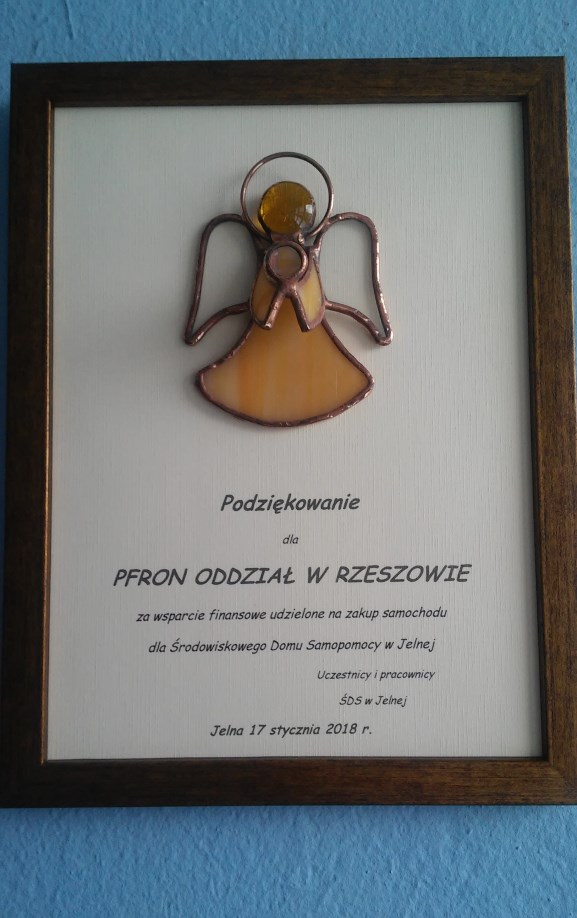 Podziękowanie
dla
PFRON ODDZIAŁ W RZESZOWIE
za wsparcie finansowe udzielone na zakup samochodu
dla Środowiskowego Domu Samopomocy w Jelnej
Uczestnicy i pracownicy
ŚDS w Jelnej
Jelna 17 stycznia 2018 r.